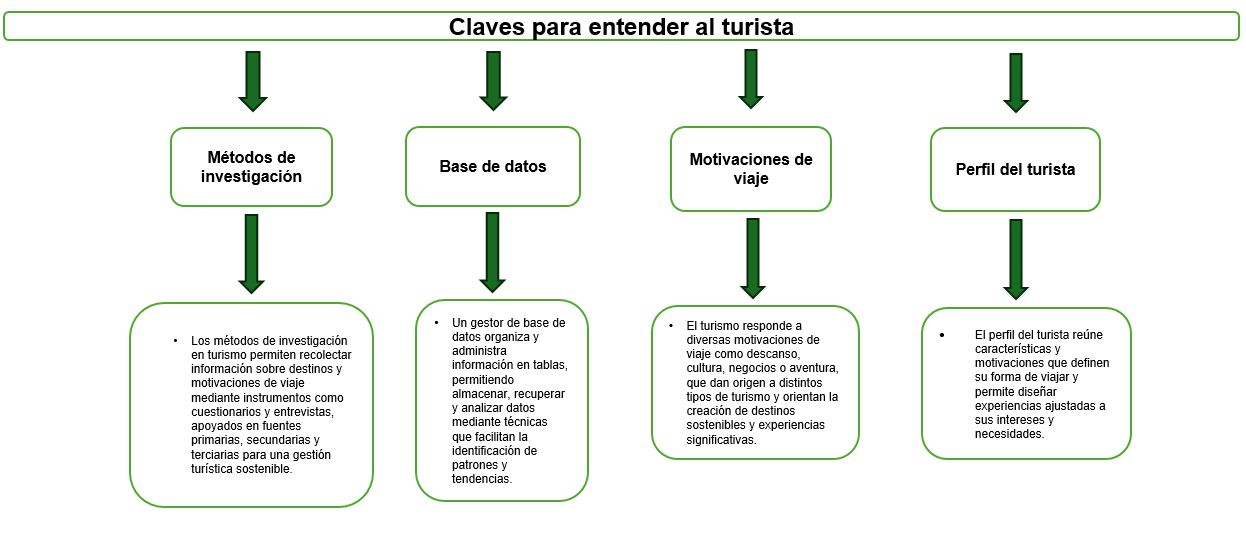 Claves para entender al turista
Métodos de
investigación
Base de datos
Motivaciones de
viaje
Perfil del turista
• Los métodos de investigación
en turismo permiten recolectar
información sobre destinos y
motivaciones de viaje
mediante instrumentos como
cuestionarios y entrevistas,
apoyados en fuentes
primarias, secundarias y
terciarias para una gestión
turística sostenible.
• Un gestor de base de
datos organiza y
administra
información en tablas,
permitiendo
almacenar, recuperar
y analizar datos
mediante técnicas
que facilitan la
identificación de
patrones y
tendencias.
• El turismo responde a
diversas motivaciones de
viaje como descanso,
cultura, negocios o aventura,
que dan origen a distintos
tipos de turismo y orientan la
creación de destinos
sostenibles y experiencias
significativas.
• El perfil del turista reúne
características y
motivaciones que definen
su forma de viajar y
permite diseñar
experiencias ajustadas a
sus intereses y
necesidades.